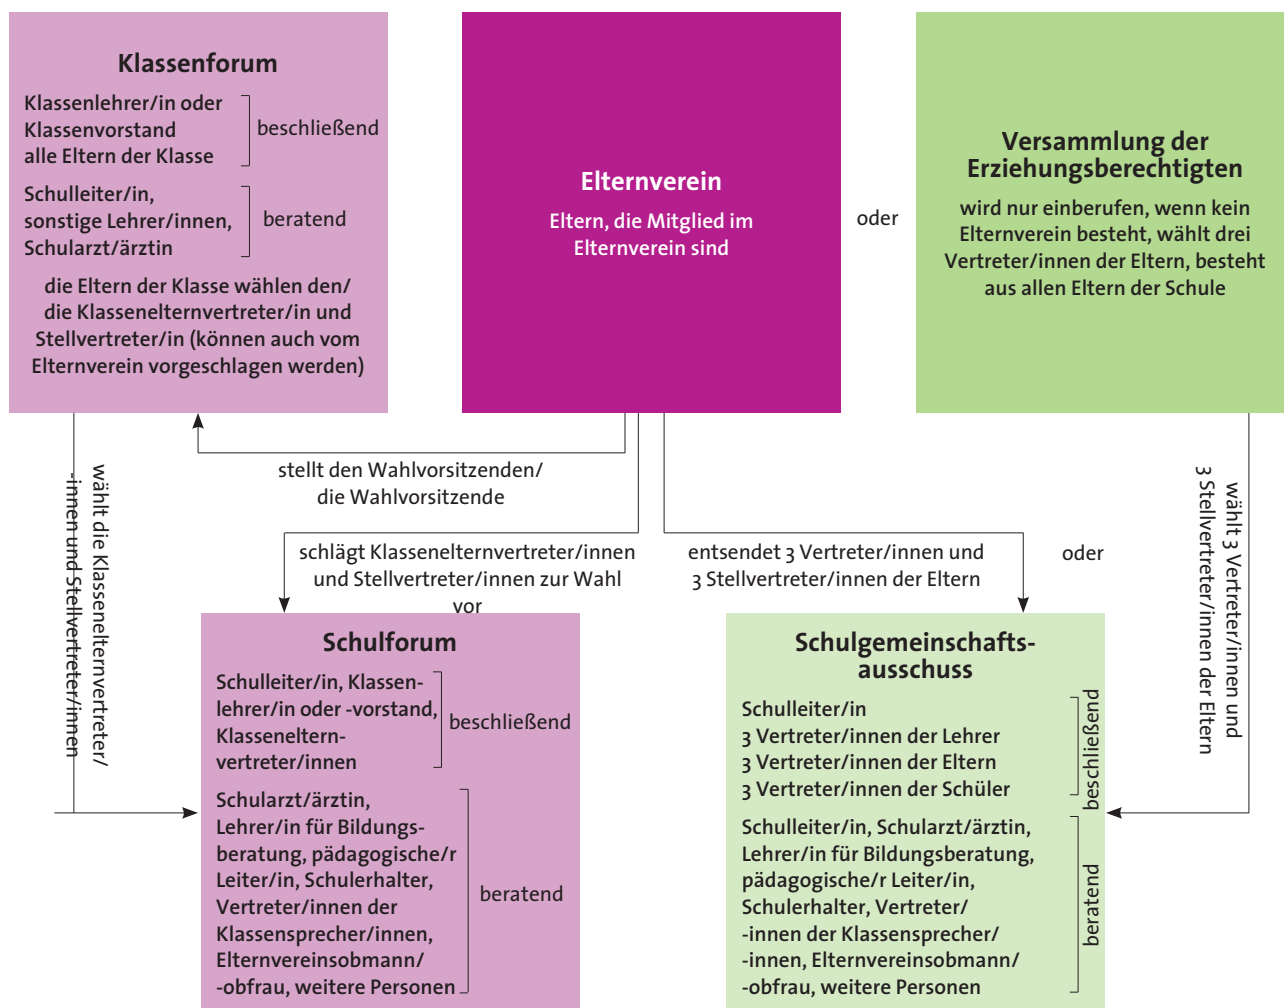 Klassenforum
Klassenlehrer/in oder
Klassenvorstand
alle Eltern der Klasse
beschließend
Schulleiter/in,
sonstige Lehrer/innen,
Schularzt/ärztin
beratend
die Eltern der Klasse wählen den/
die Klassenelternvertreter/in und
Stellvertreter/in (können auch vom
Elternverein vorgeschlagen werden)
Elternverein
Eltern, die Mitglied im
Elternverein sind
oder
Versammlung der
Erziehungsberechtigten
wird nur einberufen, wenn kein
Elternverein besteht, wählt drei
Vertreter/innen der Eltern, besteht
aus allen Eltern der Schule
wählt die Klassenelternvertreter/
-innen und Stellvertreter/innen
stellt den Wahlvorsitzenden/
die Wahlvorsitzende
schlägt Klassenelternvertreter/innen
und Stellvertreter/innen zur Wahl
vor
entsendet 3 Vertreter/innen und
3 Stellvertreter/innen der Eltern
oder
wählt 3 Vertreter/innen und
3 Stellvertreter/innen der Eltern
Schulforum
Schulleiter/in, Klassen-
lehrer/in oder -vorstand,
Klasseneltern-
vertreter/innen
beschließend
Schularzt/ärztin,
Lehrer/in für Bildungs-
beratung, pädagogische/r
Leiter/in, Schulerhalter,
Vertreter/innen der
Klassensprecher/innen,
Elternvereinsobmann/
-obfrau, weitere Personen
beratend
Schulgemeinschafts-
ausschuss
Schulleiter/in
3 Vertreter/innen der Lehrer
3 Vertreter/innen der Eltern
3 Vertreter/innen der Schüler
beschließend
Schulleiter/in, Schularzt/ärztin,
Lehrer/in für Bildungsberatung,
pädagogische/r Leiter/in,
Schulerhalter, Vertreter/
-innen der Klassensprecher/
-innen, Elternvereinsobmann/
-obfrau, weitere Personen
beratend